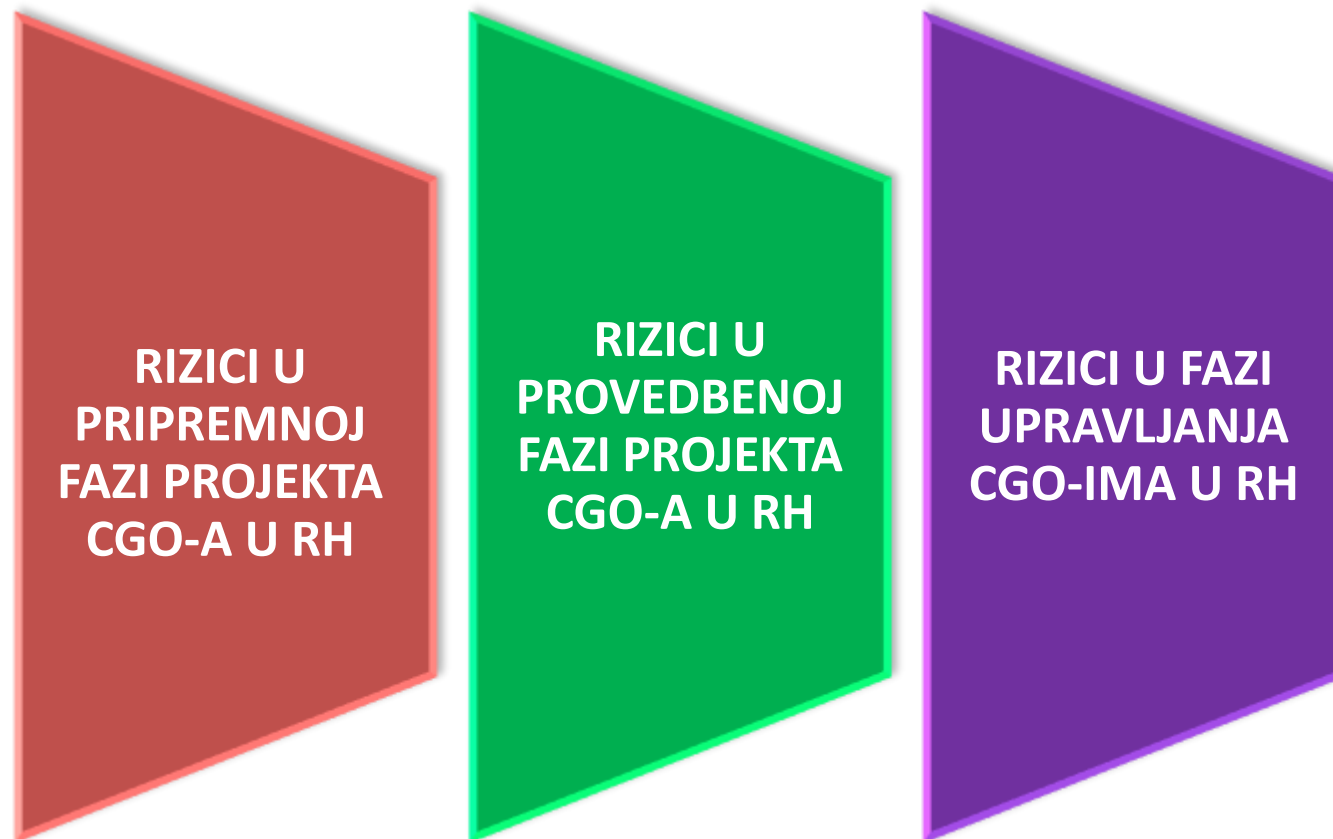 RIZICI U
PRIPREMNOJ
FAZI PROJEKTA
CGO-A U RH
RIZICI U
PROVEDBENOJ
FAZI PROJEKTA
CGO-A U RH
RIZICI U FAZI
UPRAVLJANJA
CGO-IMA U RH